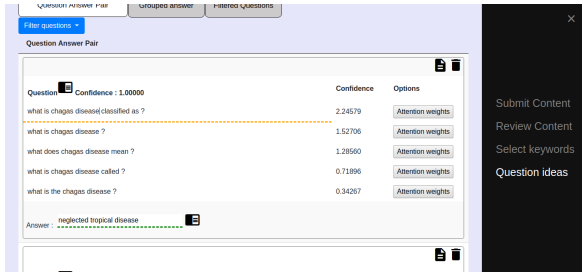 Question Answer Pair Grouped answer Filtered Questions
Filter questions
Question Answer Pair
×
Question Confidence : 1.00000 Confidence Options
what is chagas disease classified as ? 2.24579 Attention weights
what is chagas disease ? 1.52706 Attention weights
what does chagas disease mean ? 1.28560 Attention weights
what is chagas disease called ? 0.71896 Attention weights
what is the chagas disease ? 0.34267 Attention weights
Answer : neglected tropical disease
Submit Content
Review Content
Select keywords
Question ideas